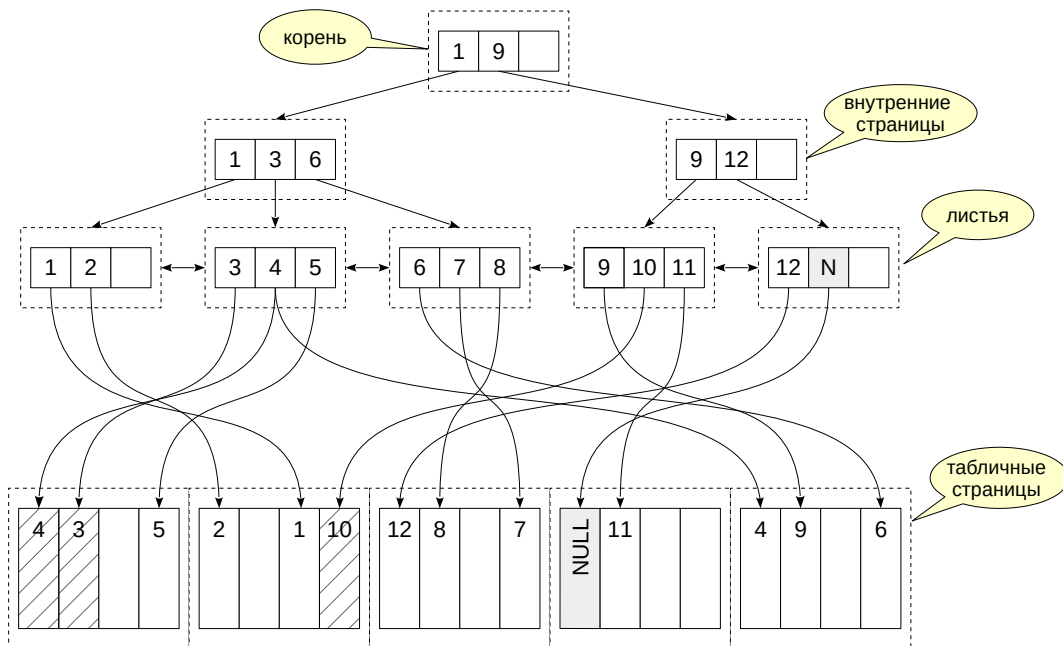 корень
1 9
внутренние
страницы
1 3 6
9 12
листья
1 2
3 4 5
6 7 8
9 10 11
12 N
табличные
страницы
4 3 5
2 1 10
12 8 7
NULL 11
4 9 6